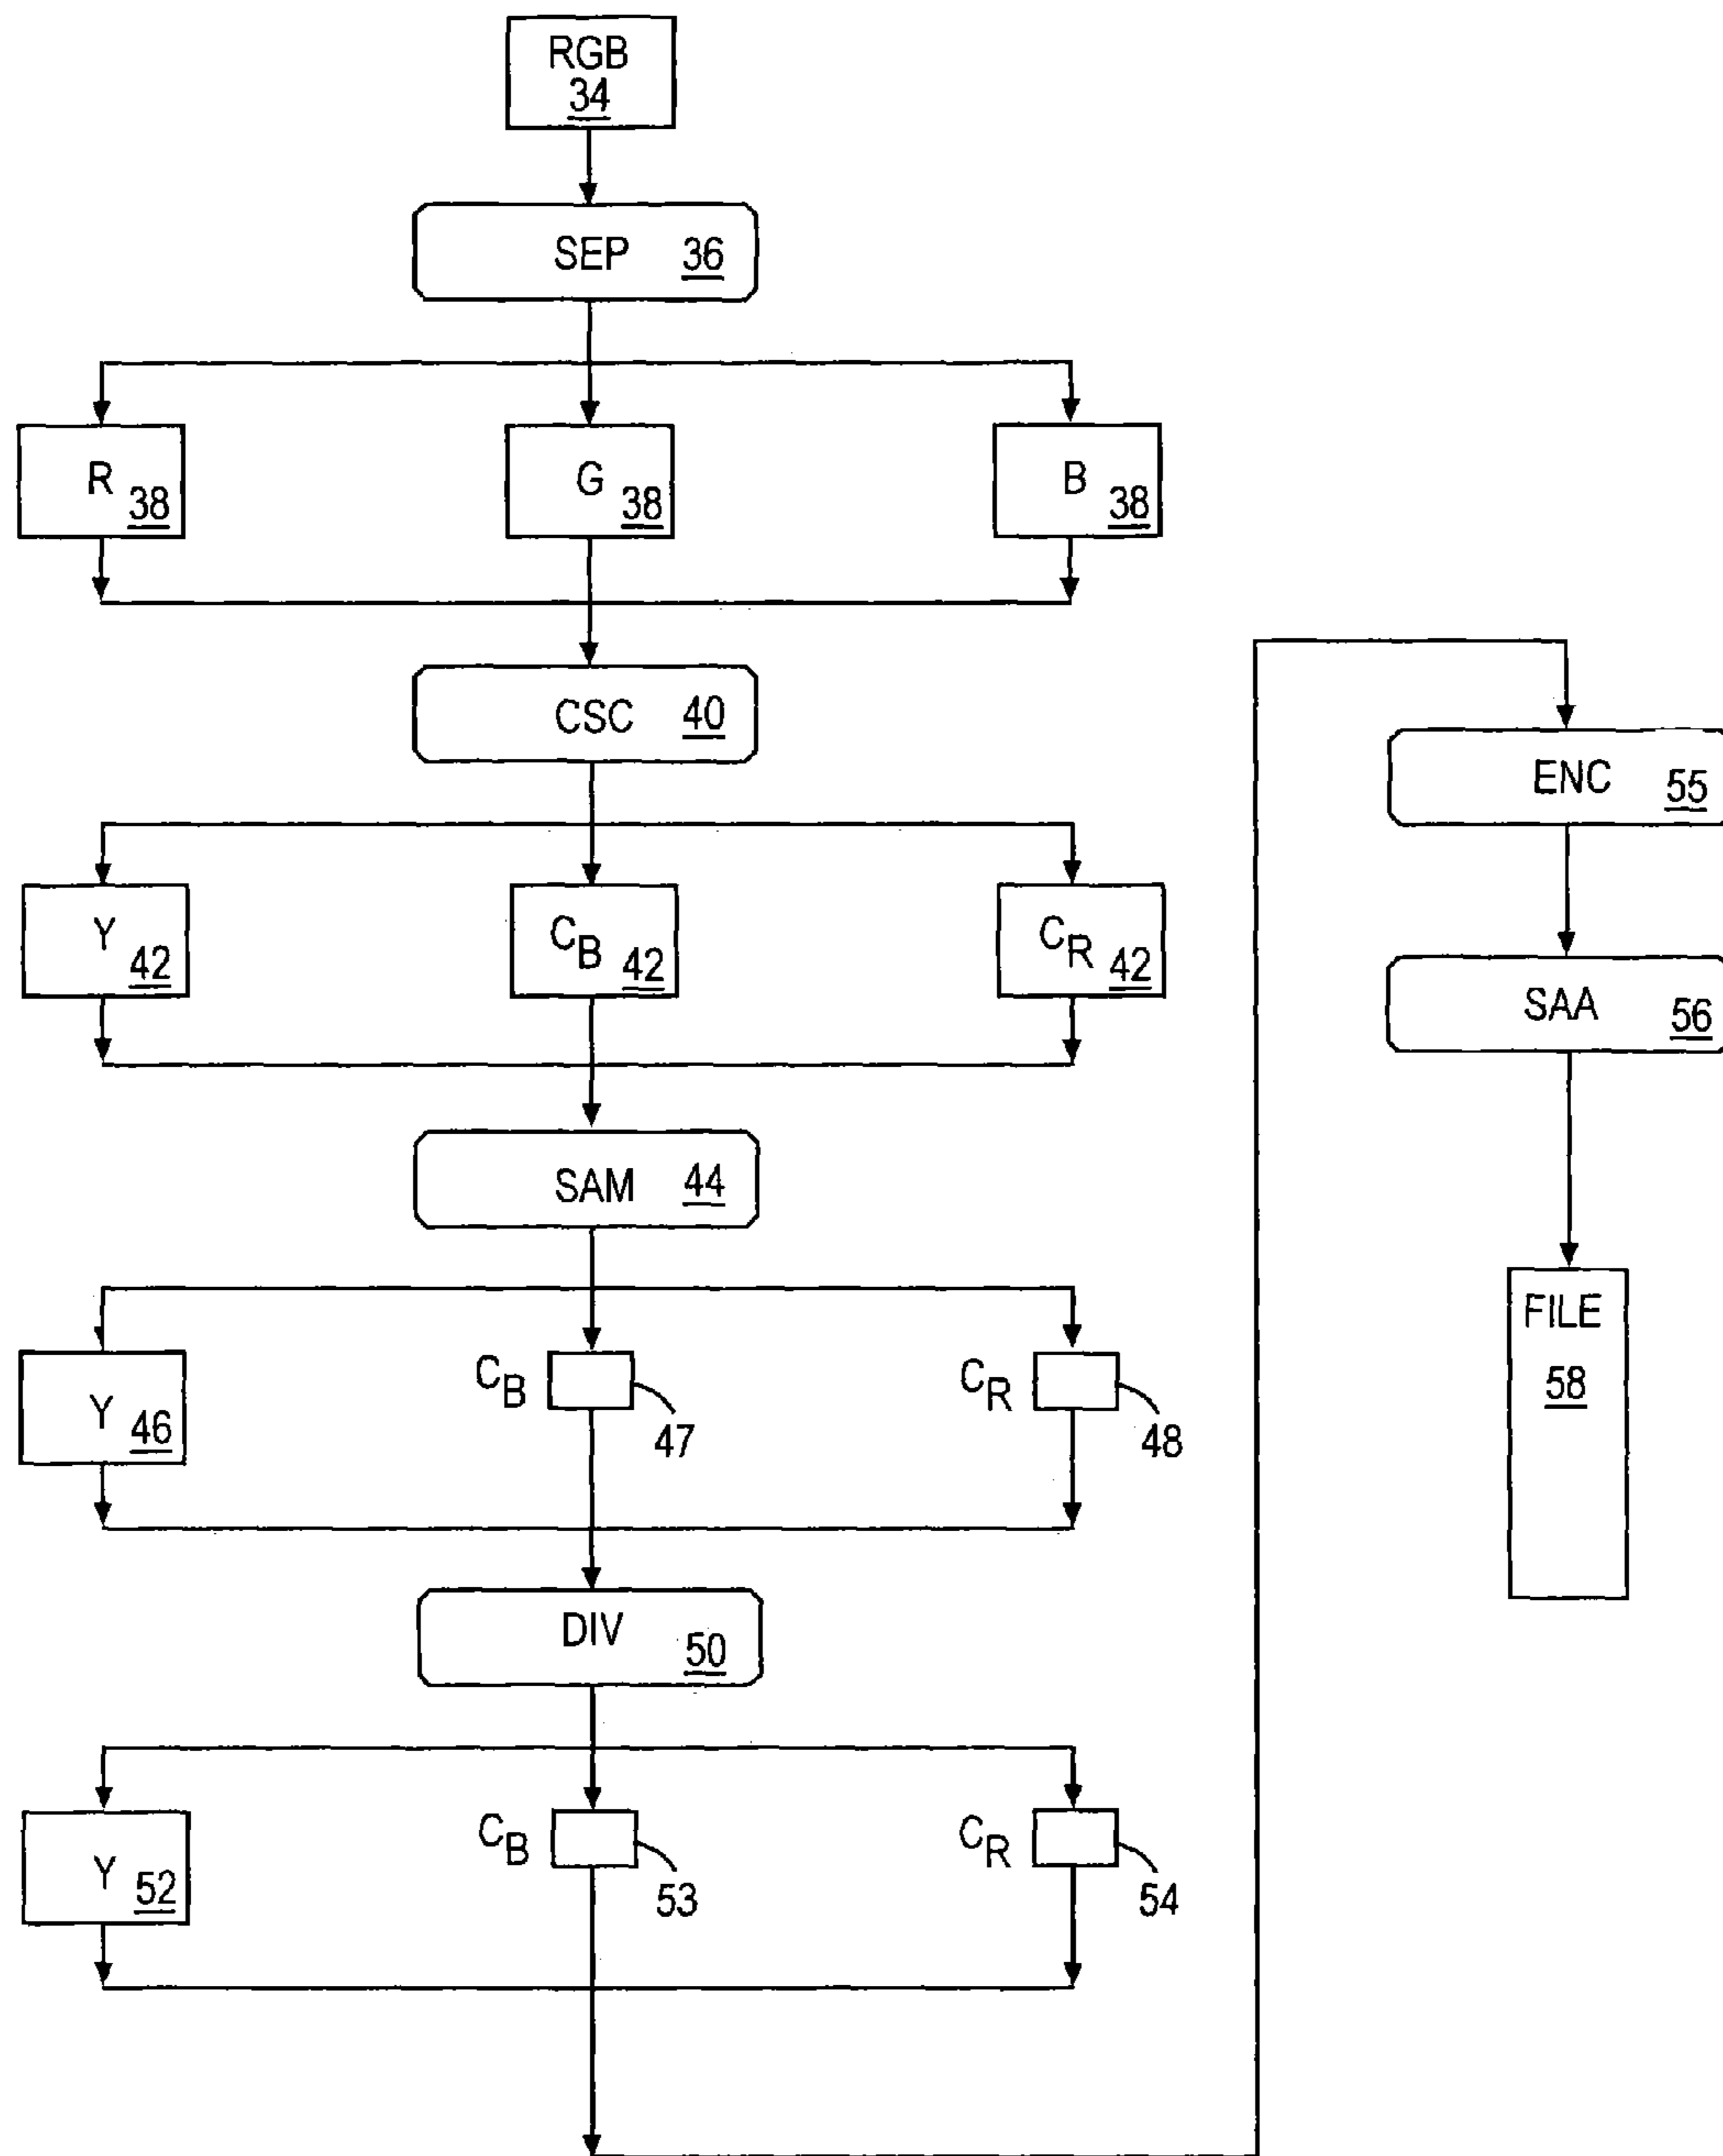 RGB
34
SEP 36
R 38
G 38
B 38
CSC 40
Y 42
CB 42
CR 42
SAM 44
Y 46
CB 47
CR 48
DIV 50
Y 52
CB 53
CR 54
ENC 55
SAA 56
FILE
58